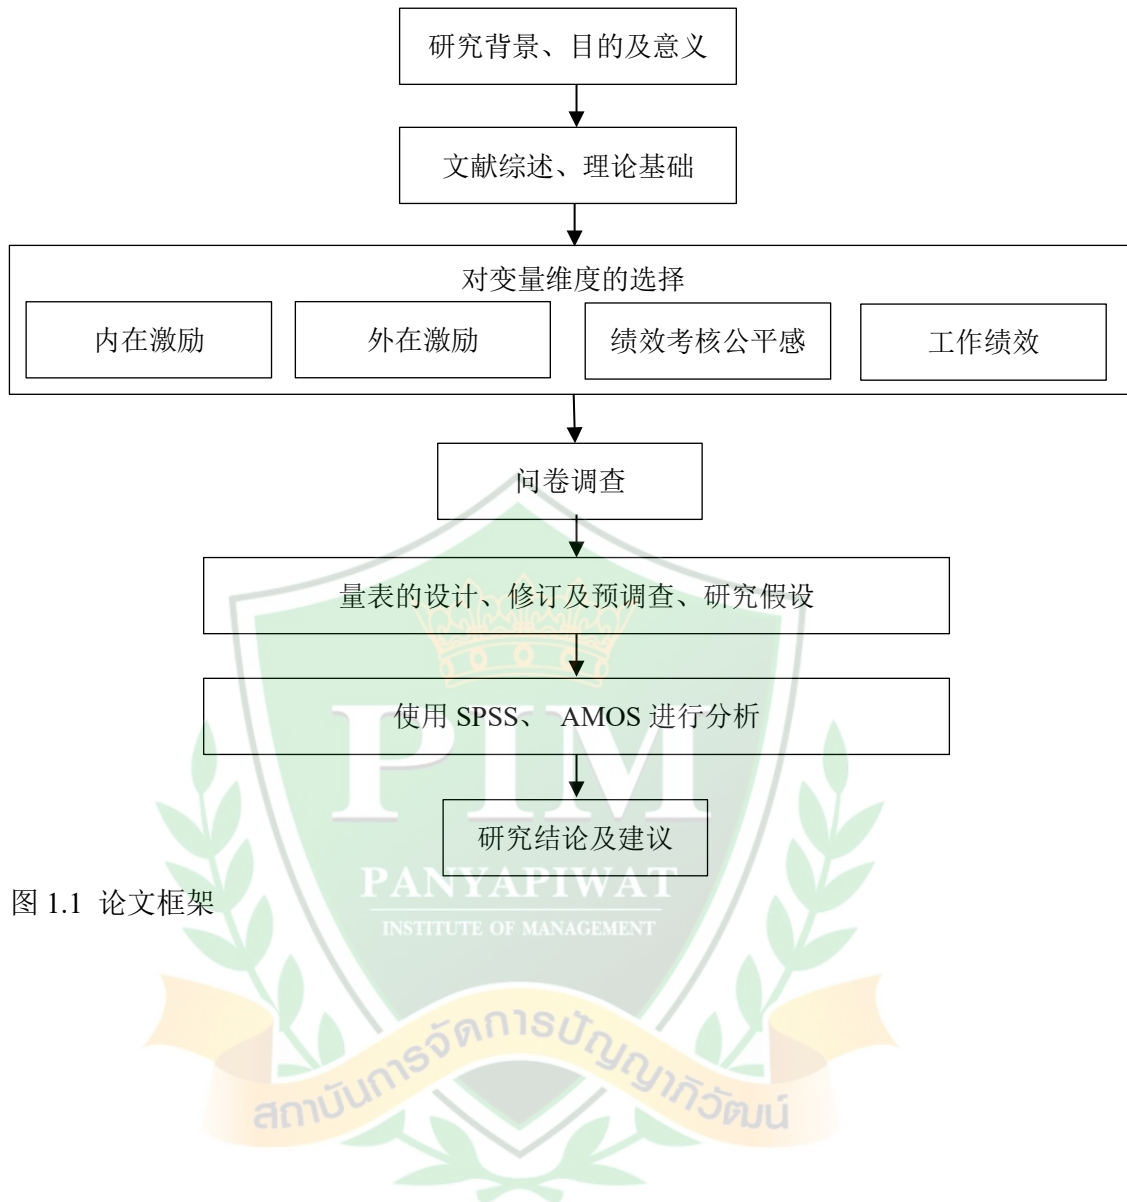 研究背景、目的及意义
文献综述、理论基础
对变量维度的选择
内在激励
外在激励
绩效考核公平感
工作绩效
问卷调查
量表的设计、修订及预调查、研究假设
使用 SPSS、 AMOS 进行分析
研究结论及建议
图 1.1 论文框架
PIM
PANYAPIWAT
INSTITUTE OF MANAGEMENT
สถาบันการจัดการปัญญาภิวัฒน์